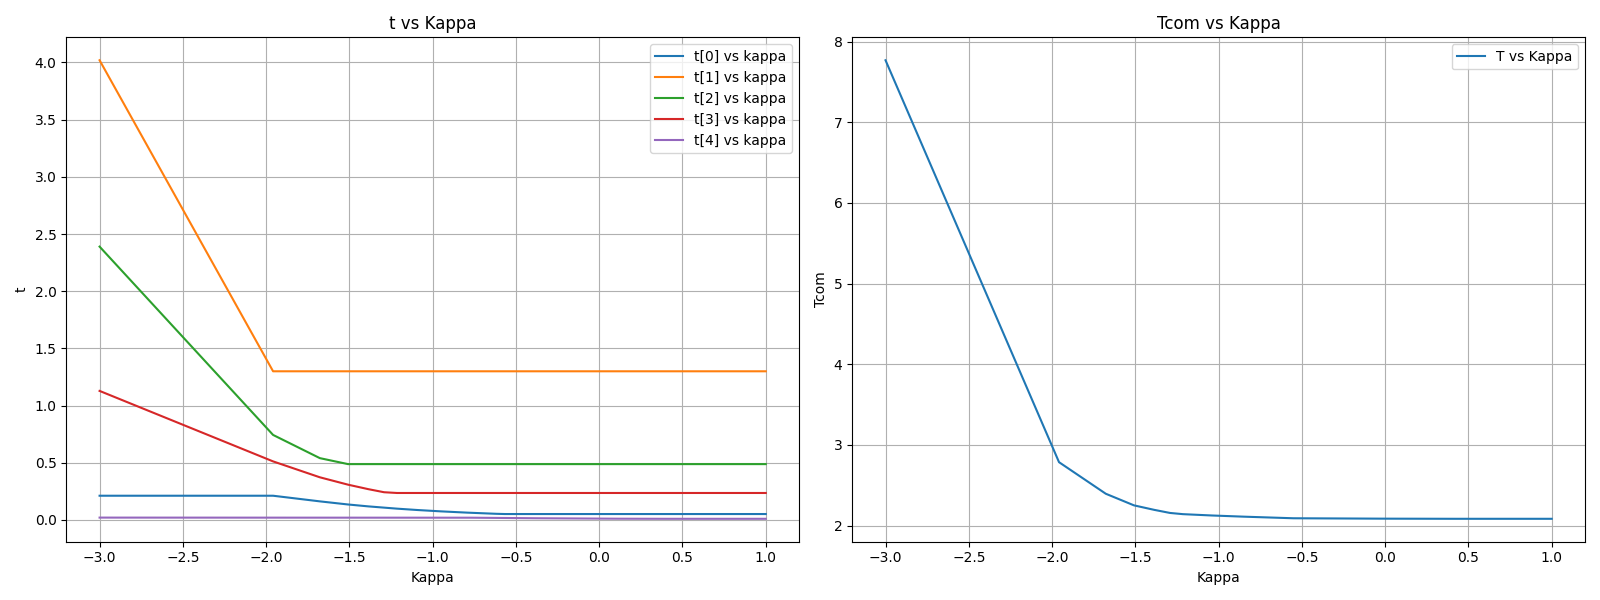 t vs Kappa
t
4.0
3.5
3.0
2.5
2.0
1.5
1.0
0.5
0.0
t[0] vs kappa
t[1] vs kappa
t[2] vs kappa
t[3] vs kappa
t[4] vs kappa
−3.0 −2.5 −2.0 −1.5 −1.0 −0.5 0.0 0.5 1.0
Kappa
Tcom vs Kappa
Tcom
8
7
6
5
4
3
2
T vs Kappa
−3.0 −2.5 −2.0 −1.5 −1.0 −0.5 0.0 0.5 1.0
Kappa